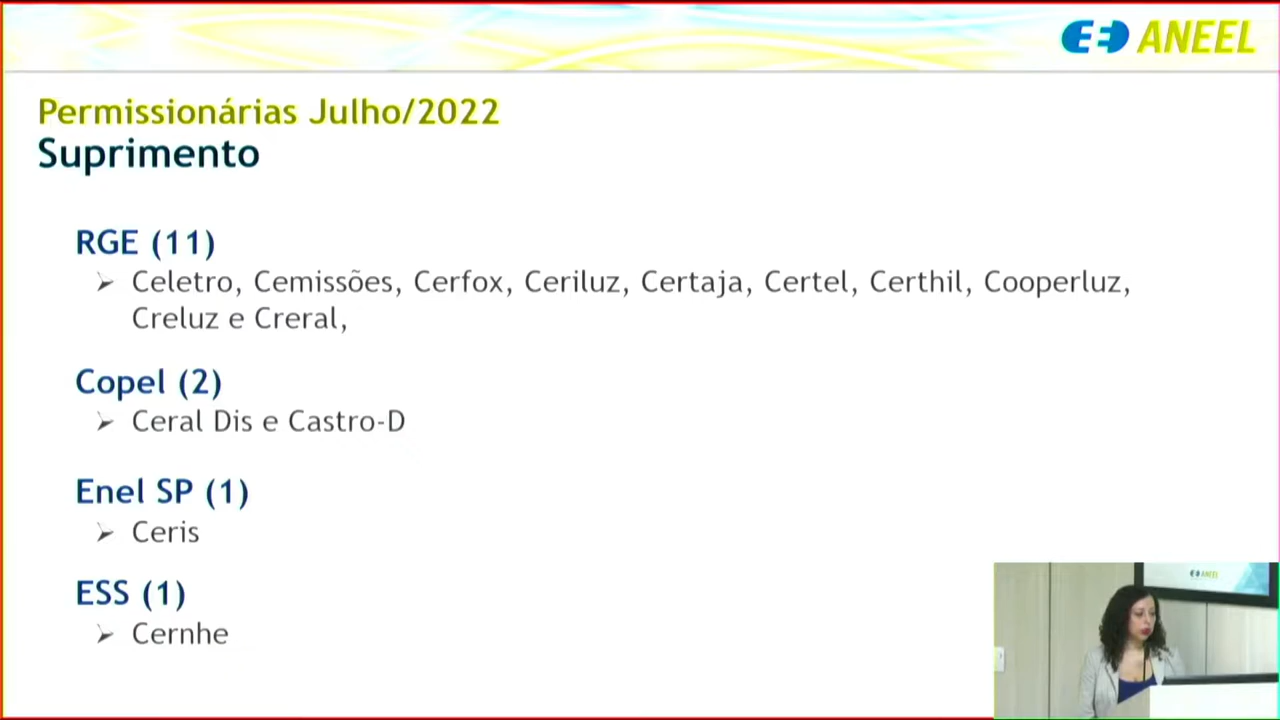 ANEEL
Permissionárias Julho/2022
Suprimento
RGE (11)
Celetro, Cemissões, Cerfox, Ceriluz, Certaja, Certel, Certhil, Cooperluz,
Creluz e Creral,
Copel (2)
Ceral Dis e Castro-D
Enel SP (1)
Ceris
ESS (1)
Cernhe
ANEEL